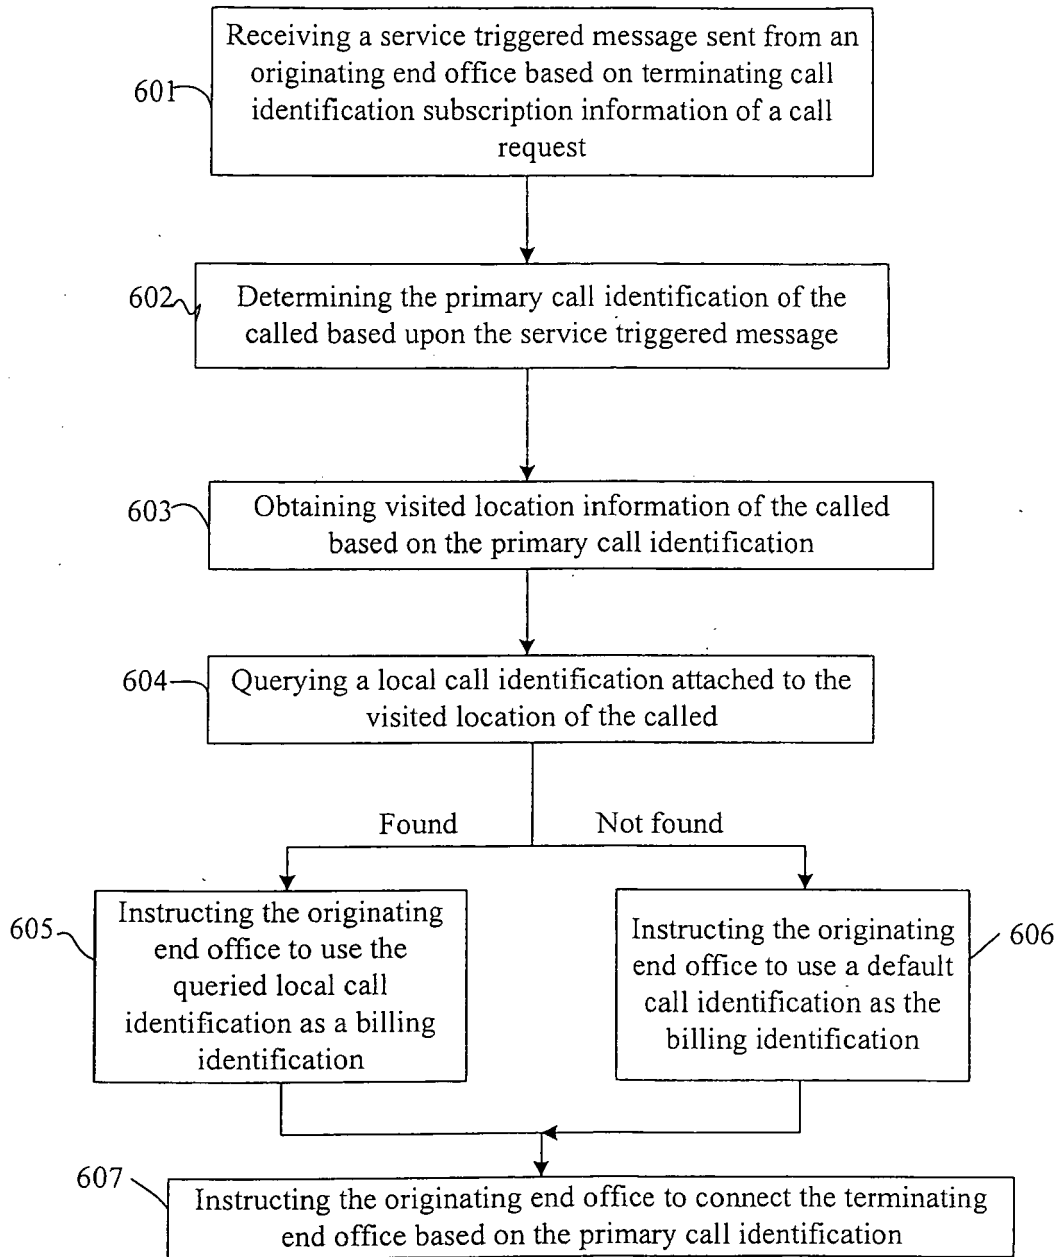 Receiving a service triggered message sent from an
originating end office based on terminating call
601
identification subscription information of a call
request
602
Determining the primary call identification of the
called based upon the service triggered message
603
Obtaining visited location information of the called
based on the primary call identification
604
Querying a local call identification attached to the
visited location of the called
Found
Not found
605
Instructing the originating
end office to use the
queried local call
identification as a billing
identification
Instructing the originating
end office to use a default
call identification as the
billing identification
606
607
Instructing the originating end office to connect the terminating
end office based on the primary call identification